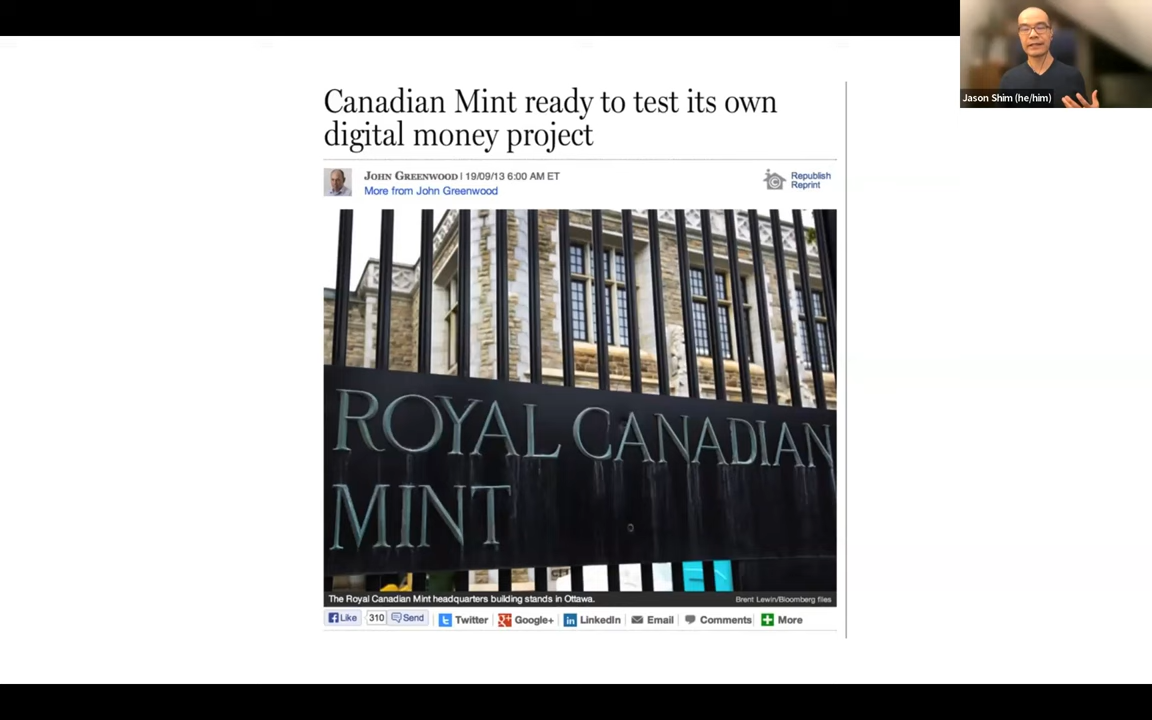 Jason Shim (he/him)
Canadian Mint ready to test its own
digital money project
JOHN GREENWOOD | 19/09/13 6:00 AM ET
More from John Greenwood
Republish
Reprint
ROYAL CANADIAN
MINT
The Royal Canadian Mint headquarters building stands in Ottawa.
Brent Lewin/Bloomberg files
Like 310 Send Twitter Google+ LinkedIn Email Comments More